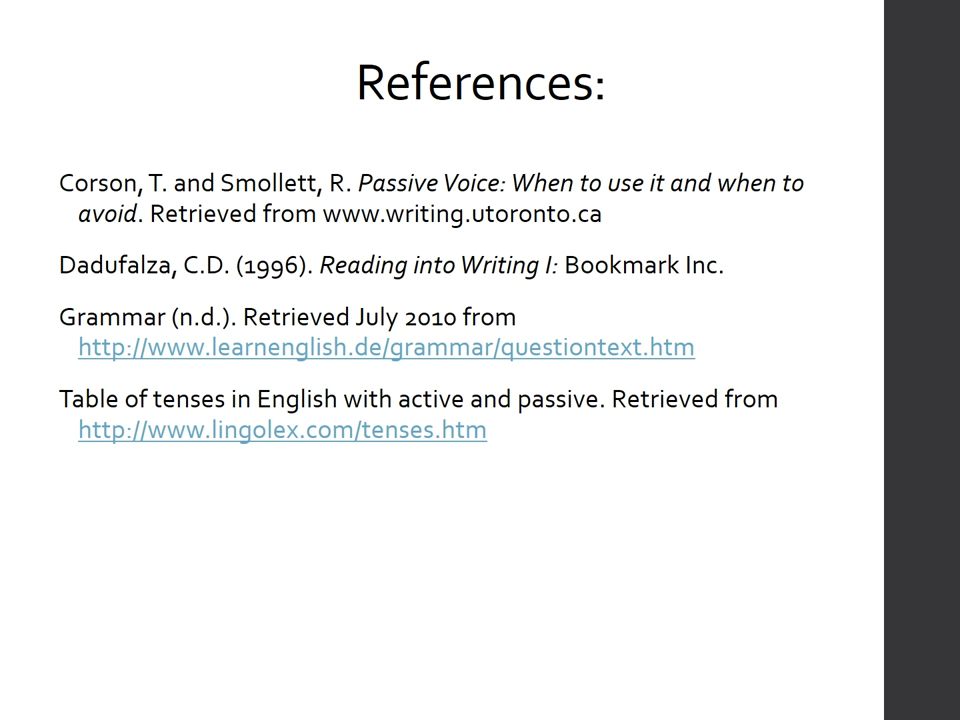 References:
Corson, T. and Smollett, R. Passive Voice: When to use it and when to
avoid. Retrieved from www.writing.utoronto.ca
Dadufalza, C.D. (1996). Reading into Writing I: Bookmark Inc.
Grammar (n.d.). Retrieved July 2010 from
http://www.learnenglish.de/grammar/questiontext.htm
Table of tenses in English with active and passive. Retrieved from
http://www.lingolex.com/tenses.htm